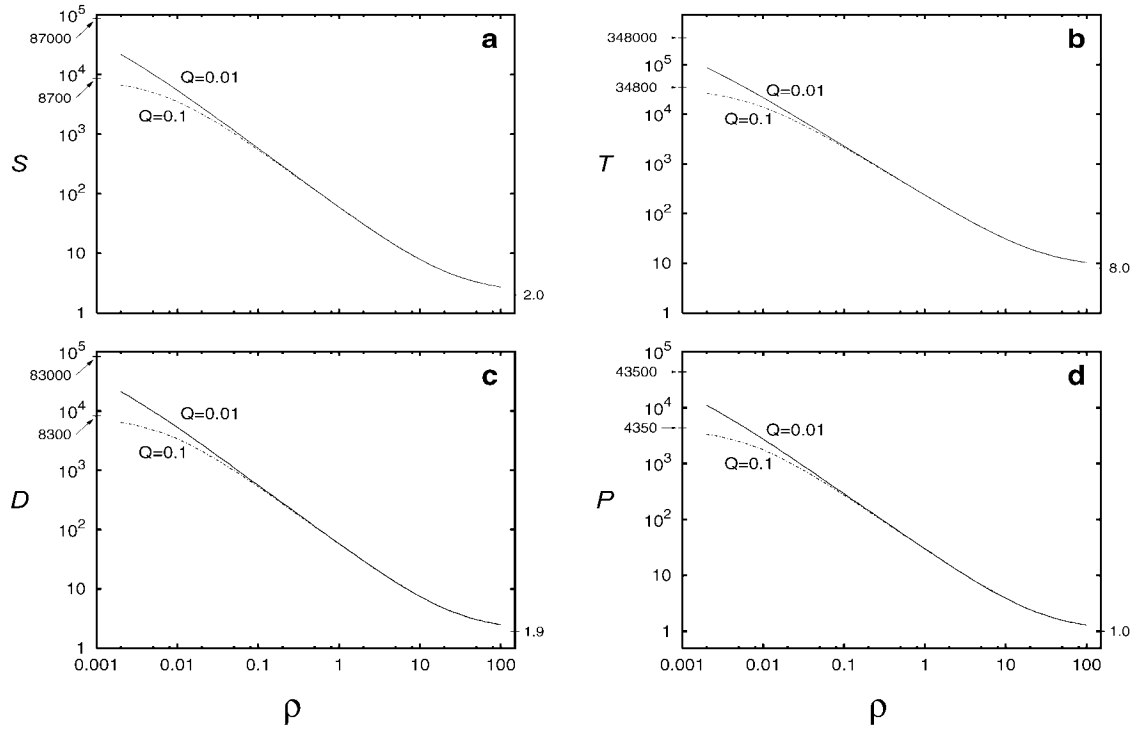 10^5
87000
10^4
8700
10^3
S
10^2
10
1
a
Q=0.01
Q=0.1
2.0
348000
10^5
34800
10^4
10^3
T
10^2
10
1
b
Q=0.01
Q=0.1
8.0
10^5
83000
10^4
8300
10^3
D
10^2
10
1
c
Q=0.01
Q=0.1
1.9
0.001 0.01 0.1 1 10 100
ρ
10^5
43500
10^4
4350
10^3
P
10^2
10
1
d
Q=0.01
Q=0.1
1.0
0.001 0.01 0.1 1 10 100
ρ